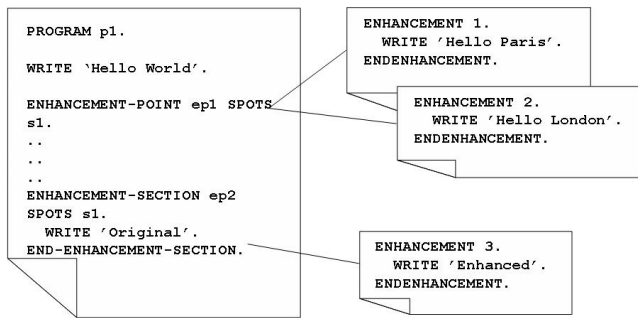 PROGRAM p1.
WRITE ‘Hello World’.
ENHANCEMENT-POINT ep1 SPOTS
s1.
..
..
..
ENHANCEMENT-SECTION ep2
SPOTS s1.
WRITE ’Original’.
END-ENHANCEMENT-SECTION.
ENHANCEMENT 1.
WRITE ’Hello Paris’.
ENDENHANCEMENT.
ENHANCEMENT 2.
WRITE ’Hello London’.
ENDENHANCEMENT.
ENHANCEMENT 3.
WRITE ’Enhanced’.
ENDENHANCEMENT.